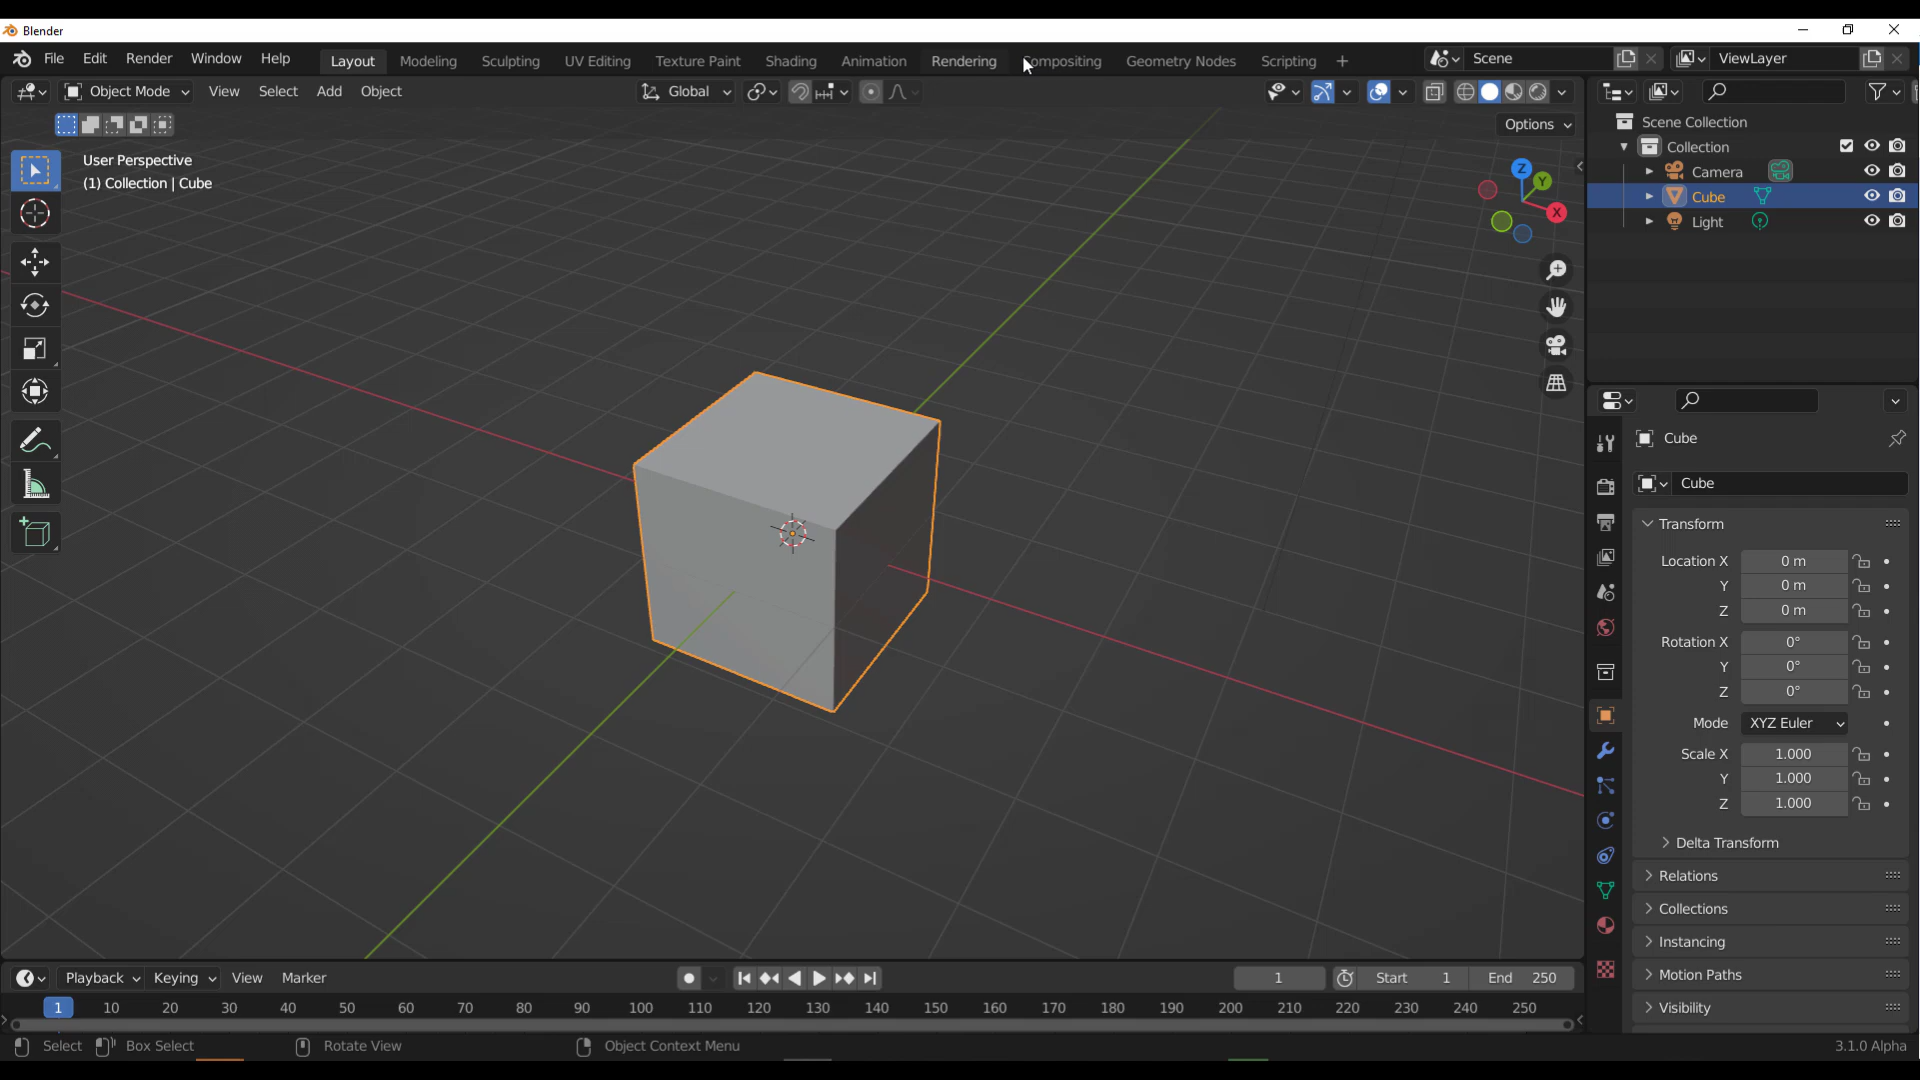 Blender
File Edit Render Window Help Layout Modeling Sculpting UV Editing Texture Paint Shading Animation Rendering Compositing Geometry Nodes Scripting + Scene ViewLayer
Object Mode View Select Add Object Global
Options
User Perspective
(1) Collection | Cube
Z
Y
X
Scene Collection
Collection
Camera
Cube
Light
Cube
Cube
Transform
Location X 0 m
Y 0 m
Z 0 m
Rotation X 0°
Y 0°
Z 0°
Mode XYZ Euler
Scale X 1.000
Y 1.000
Z 1.000
Delta Transform
Relations
Collections
Instancing
Motion Paths
Visibility
Playback Keying View Marker 1 Start 1 End 250
1 10 20 30 40 50 60 70 80 90 100 110 120 130 140 150 160 170 180 190 200 210 220 230 240 250
Select Box Select Rotate View Object Context Menu 3.1.0 Alpha